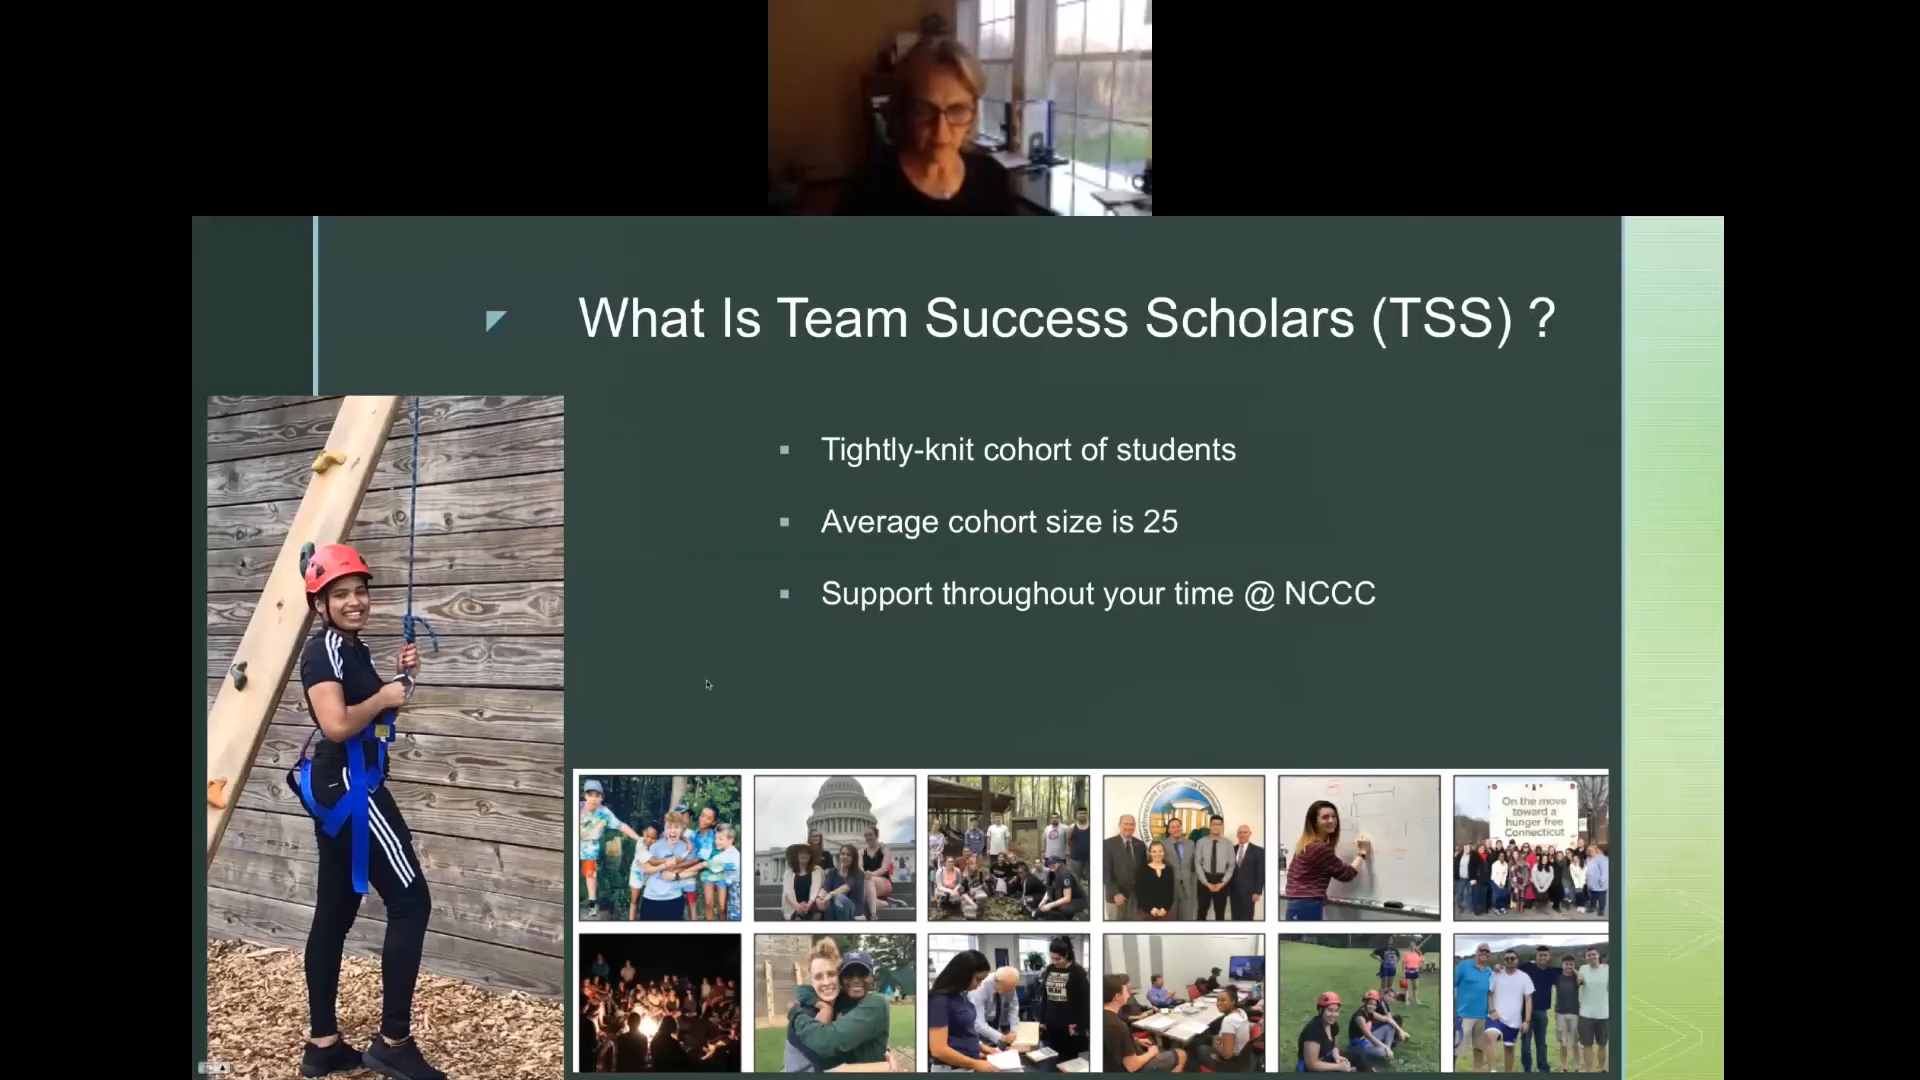 What Is Team Success Scholars (TSS) ?
Tightly-knit cohort of students
Average cohort size is 25
Support throughout your time @ NCCC
On the move
toward a
hunger free
Connecticut